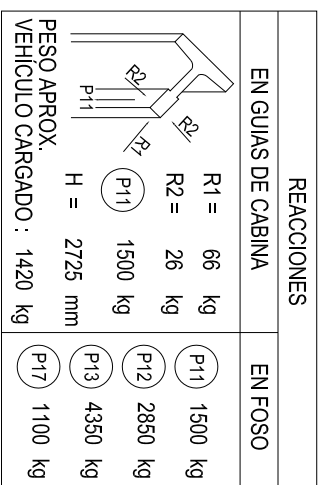 REACCIONES
EN GUIAS DE CABINA
EN FOSO
R2
R2
R1
P11
R1 = 66 kg
R2 = 26 kg
P11 1500 kg
H = 2725 mm
PESO APROX.
VEHÍCULO CARGADO : 1420 kg
P11 1500 kg
P12 2850 kg
P13 4350 kg
P17 1100 kg